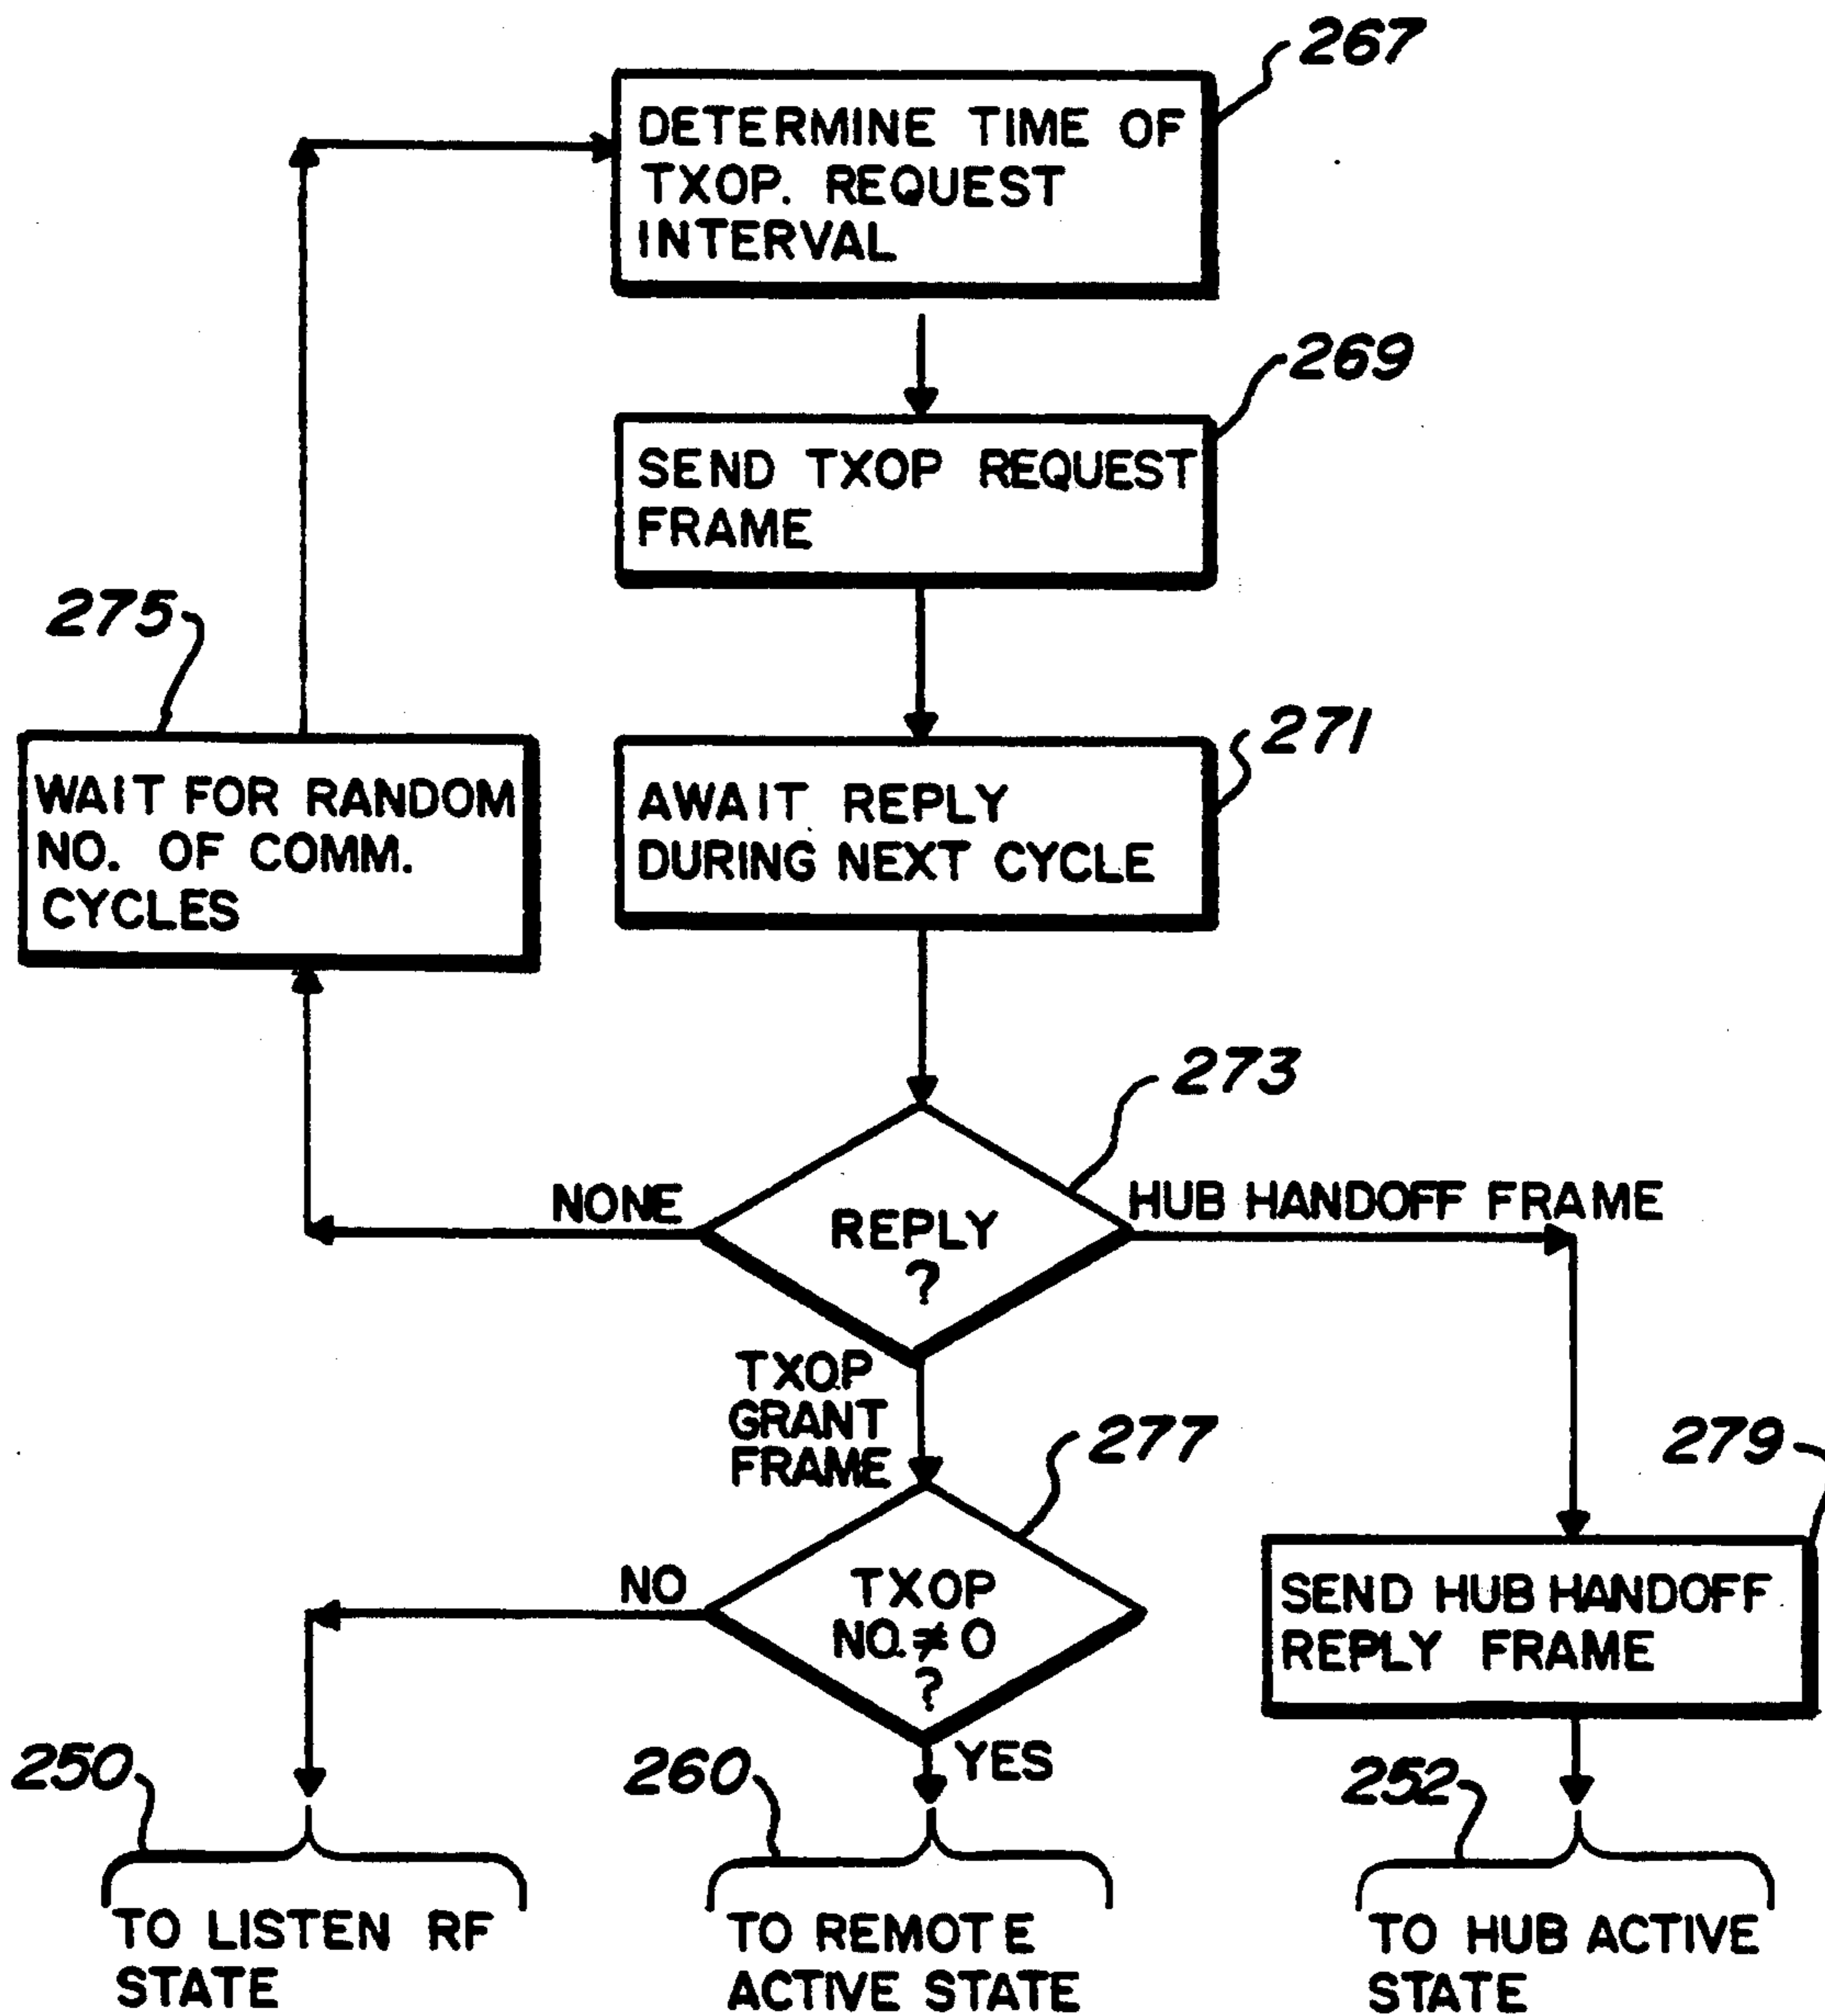 267
DETERMINE TIME OF
TXOP. REQUEST
INTERVAL
269
SEND TXOP REQUEST
FRAME
275
WAIT FOR RANDOM
NO. OF COMM.
CYCLES
271
AWAIT REPLY
DURING NEXT CYCLE
273
NONE
REPLY
?
HUB HANDOFF FRAME
TXOP
GRANT
FRAME
277
279
NO
TXOP
NO. ≠ 0
?
YES
SEND HUB HANDOFF
REPLY FRAME
250
260
252
TO LISTEN RF
STATE
TO REMOTE
ACTIVE STATE
TO HUB ACTIVE
STATE